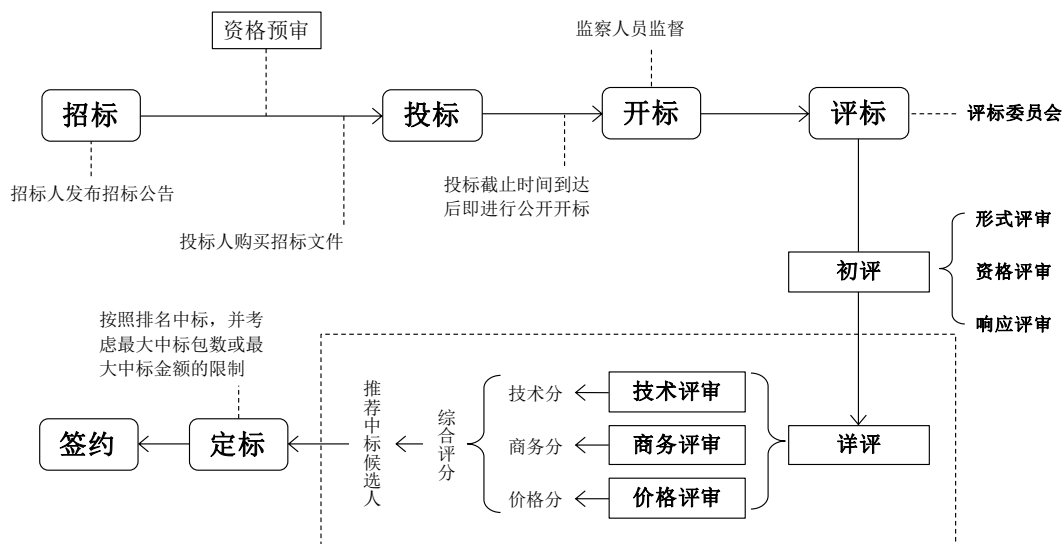 资格预审
监察人员监督
招标
投标
开标
评标
评标委员会
招标人发布招标公告
投标人购买招标文件
投标截止时间到达
后即进行公开开标
初评
形式评审
资格评审
响应评审
按照排名中标，并考
虑最大中标包数或最
大中标金额的限制
签约
定标
推荐中标候选人
综合评分
技术分
技术评审
商务分
商务评审
价格分
价格评审
详评